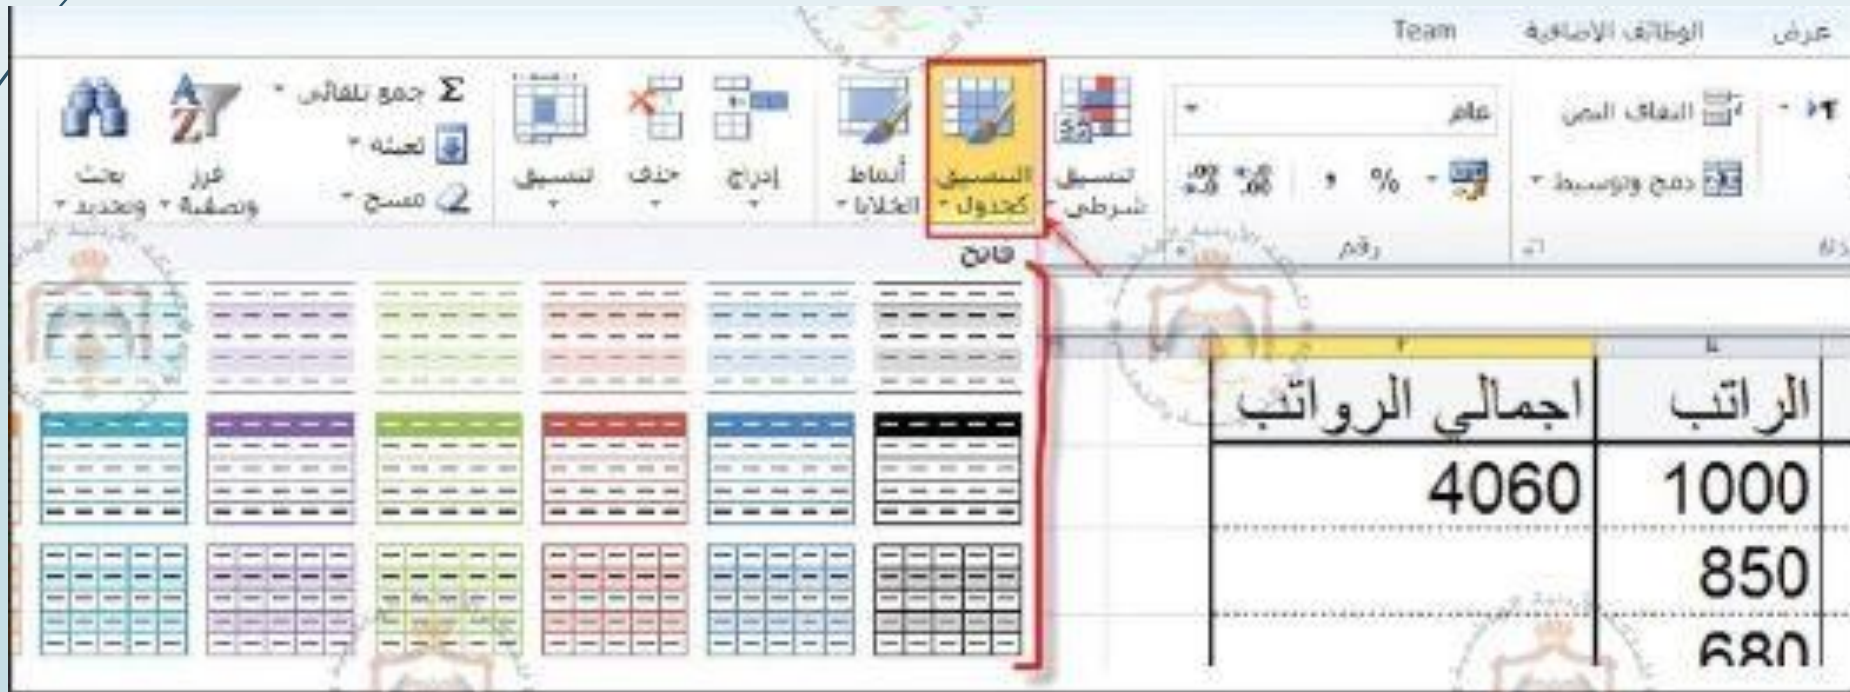 عرض الوظائف الإضافية Team
التفاف النص
دمج وتوسيط
عام
%
رقم
تنسيق شرطي
التنسيق كجدول
أنماط الخلايا
إدراج
حذف
تنسيق
Σ جمع تلقائي
تعبئة
مسح
فرز وتصفية
بحث وتحديد
فاتح
E F
الراتب اجمالي الرواتب
1000 4060
850
680